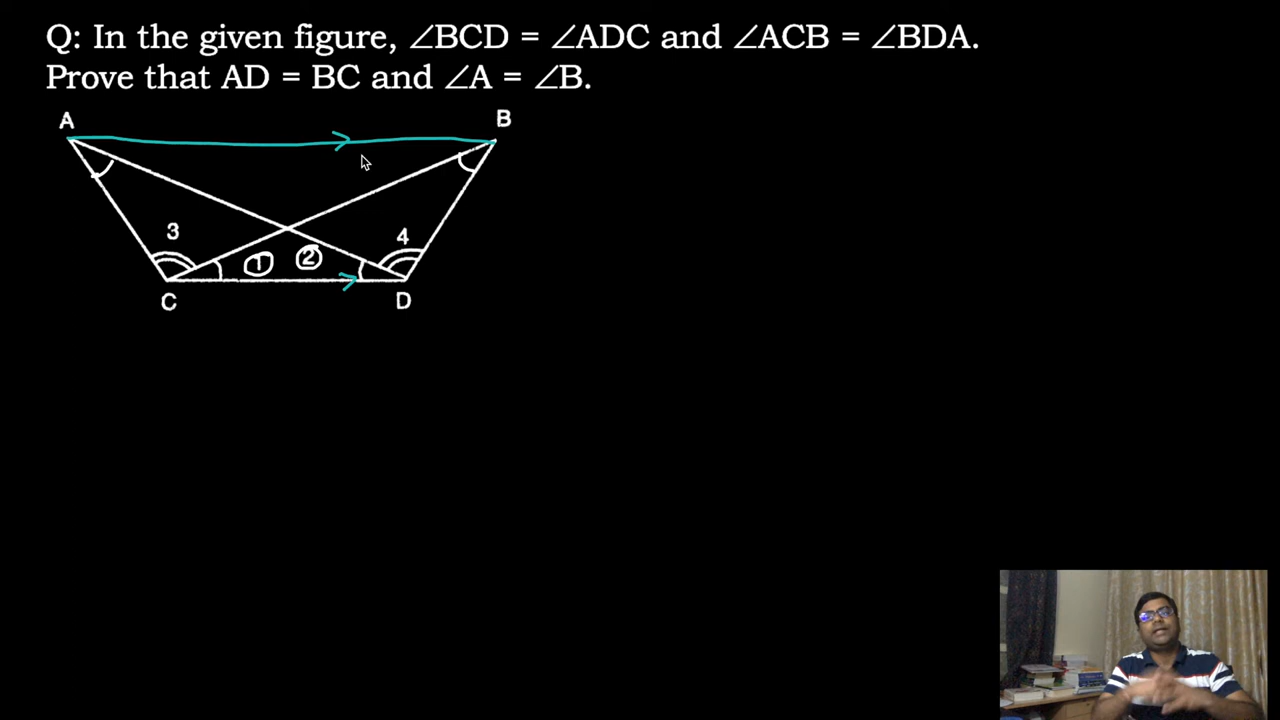 Q: In the given figure, ∠BCD = ∠ADC and ∠ACB = ∠BDA.
Prove that AD = BC and ∠A = ∠B.
A B
3 4
1 2
C D